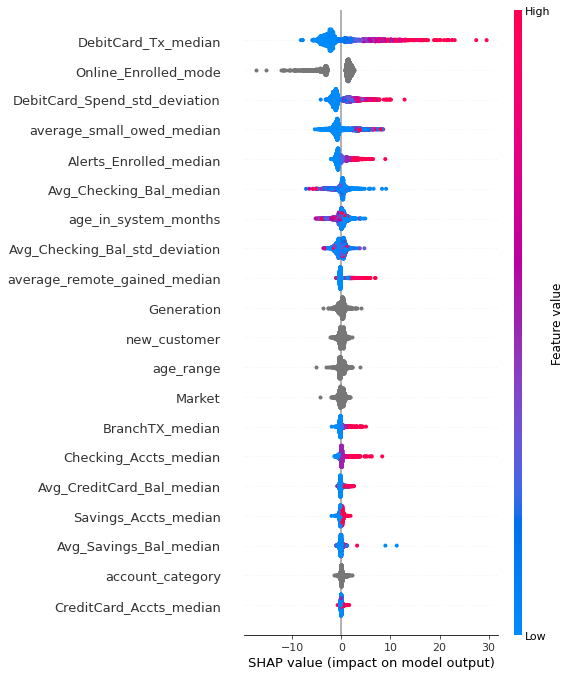 High
DebitCard_Tx_median
Online_Enrolled_mode
DebitCard_Spend_std_deviation
average_small_owed_median
Alerts_Enrolled_median
Avg_Checking_Bal_median
age_in_system_months
Avg_Checking_Bal_std_deviation
average_remote_gained_median
Generation
new_customer
age_range
Market
BranchTX_median
Checking_Accts_median
Avg_CreditCard_Bal_median
Savings_Accts_median
Avg_Savings_Bal_median
account_category
CreditCard_Accts_median
Feature value
Low
−10 0 10 20 30
SHAP value (impact on model output)